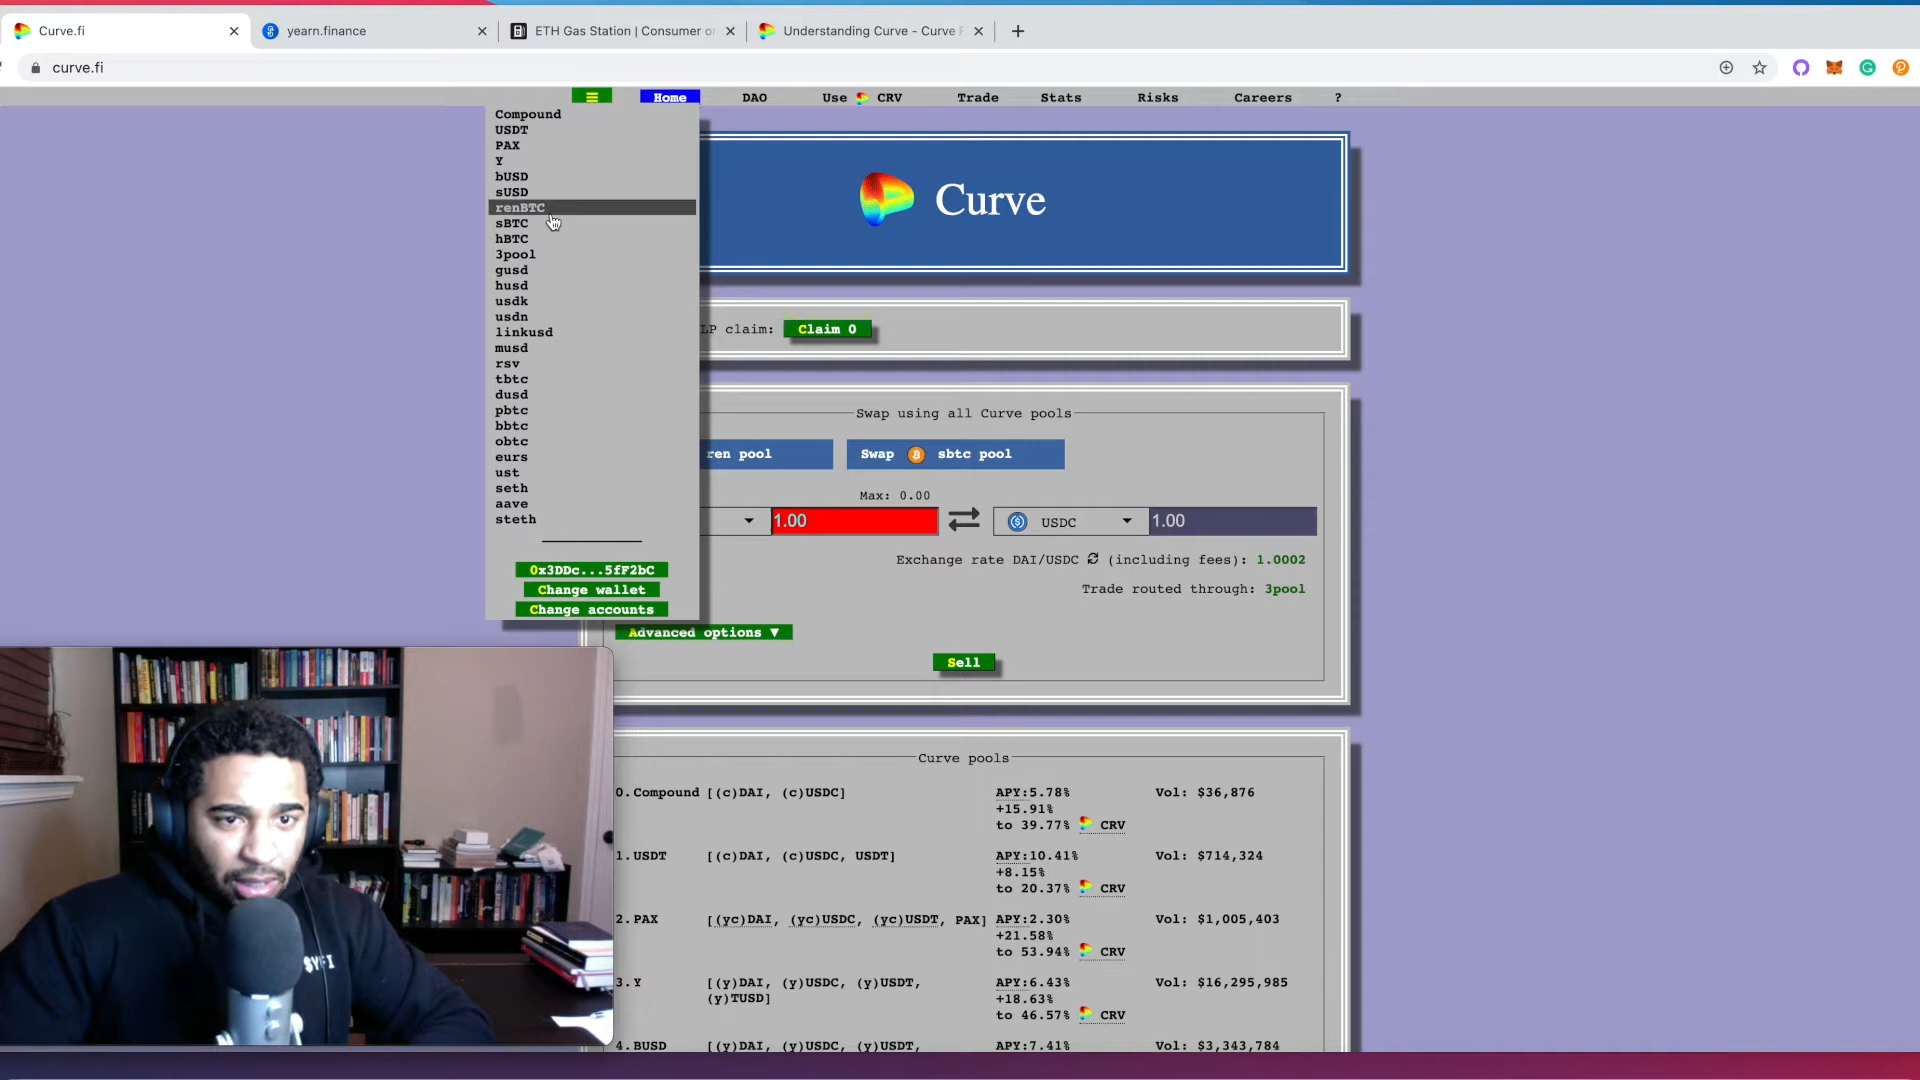 Curve.fi
yearn.finance
ETH Gas Station | Consumer o
Understanding Curve - Curve F
curve.fi
Home
DAO
Use CRV
Trade
Stats
Risks
Careers
?
Compound
USDT
PAX
Y
bUSD
sUSD
renBTC
sBTC
hBTC
3pool
gusd
husd
usdk
usdn
linkusd
musd
rsv
tbtc
dusd
pbtc
bbtc
obtc
eurs
ust
seth
aave
steth
0x3DDc...5fF2bC
Change wallet
Change accounts
Curve
LP claim: Claim 0
Swap using all Curve pools
ren pool
Swap sbtc pool
Max: 0.00
1.00
USDC
1.00
Exchange rate DAI/USDC (including fees): 1.0002
Trade routed through: 3pool
Advanced options ▼
Sell
Curve pools
0.Compound [(c)DAI, (c)USDC] APY:5.78% Vol: $36,876
+15.91%
to 39.77% CRV
1.USDT [(c)DAI, (c)USDC, USDT] APY:10.41% Vol: $714,324
+8.15%
to 20.37% CRV
2.PAX [(yc)DAI, (yc)USDC, (yc)USDT, PAX] APY:2.30% Vol: $1,005,403
+21.58%
to 53.94% CRV
3.Y [(y)DAI, (y)USDC, (y)USDT, APY:6.43% Vol: $16,295,985
(y)TUSD] +18.63%
to 46.57% CRV
4.BUSD [(y)DAI, (y)USDC, (y)USDT, APY:7.41% Vol: $3,343,784
$YFI